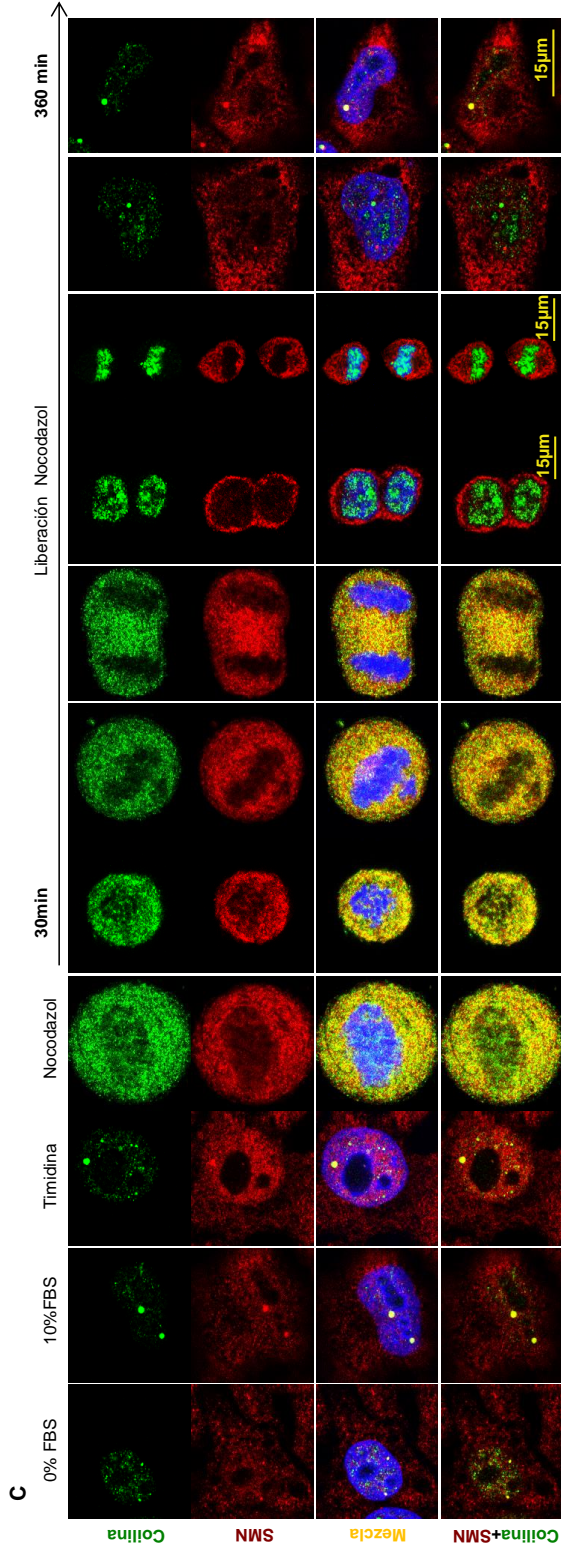 C
Liberación Nocodazol
0% FBS
10%FBS
Timidina
Nocodazol
30min
360 min
Coilina
SMN
Mezcla
Coilina+SMN
15µm
15µm
15µm